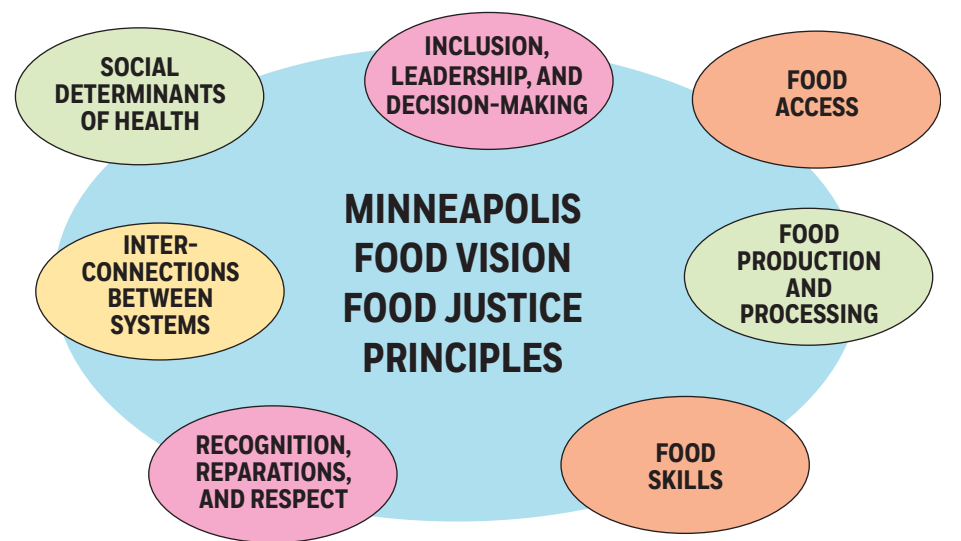 SOCIAL
DETERMINANTS
OF HEALTH
INCLUSION,
LEADERSHIP, AND
DECISION-MAKING
FOOD
ACCESS
MINNEAPOLIS
FOOD VISION
FOOD JUSTICE
PRINCIPLES
INTER-
CONNECTIONS
BETWEEN
SYSTEMS
FOOD
PRODUCTION
AND
PROCESSING
RECOGNITION,
REPARATIONS,
AND RESPECT
FOOD
SKILLS